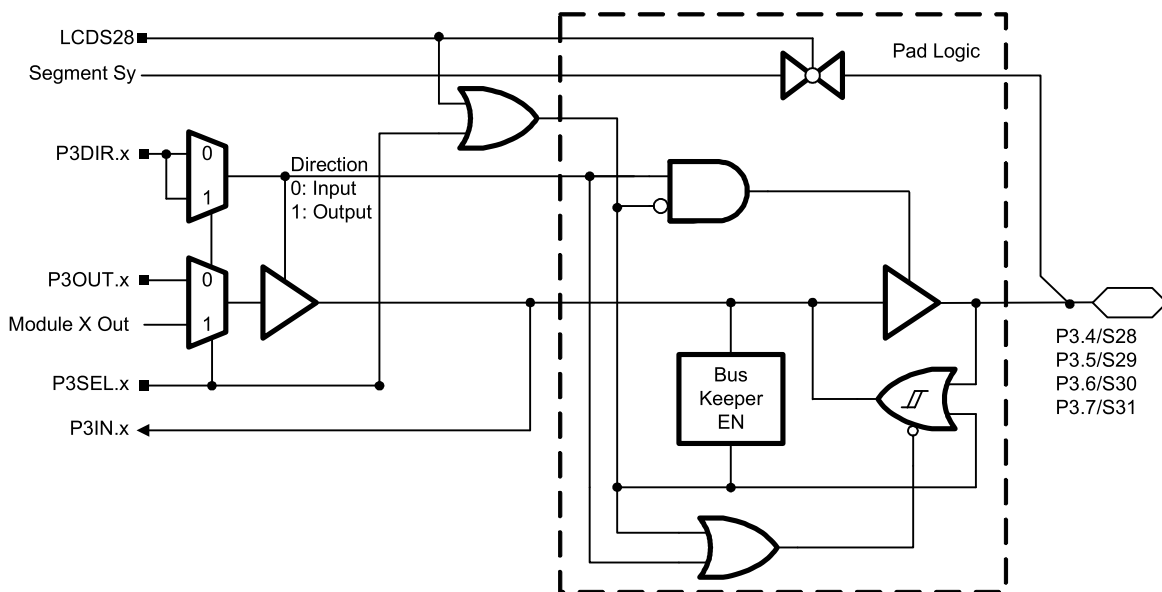 LCDS28
Pad Logic
Segment Sy
P3DIR.x
0
1
Direction
0: Input
1: Output
P3OUT.x
0
Module X Out
1
P3SEL.x
P3IN.x
Bus
Keeper
EN
P3.4/S28
P3.5/S29
P3.6/S30
P3.7/S31